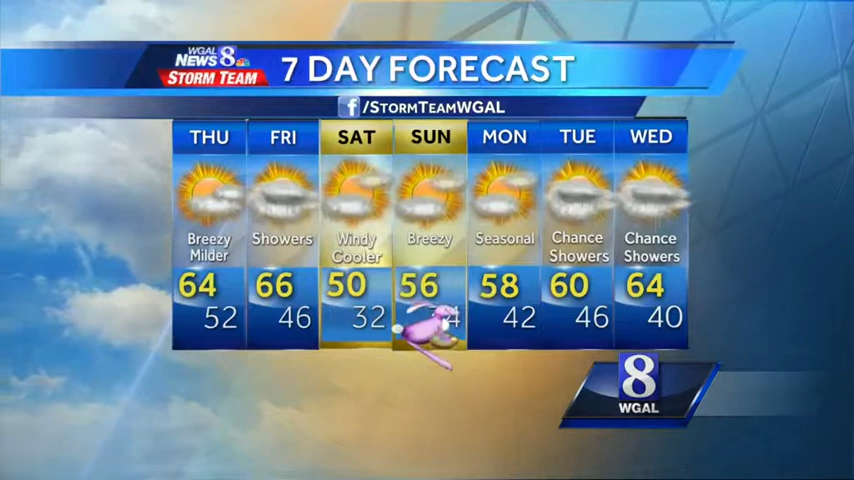 WGAL
NEWS 8
STORM TEAM
7 DAY FORECAST
f /STORMTEAMWGAL
THU FRI SAT SUN MON TUE WED
Breezy Milder
Showers
Windy Cooler
Breezy
Seasonal
Chance Showers
Chance Showers
64 66 50 56 58 60 64
52 46 32 4 42 46 40
8
WGAL